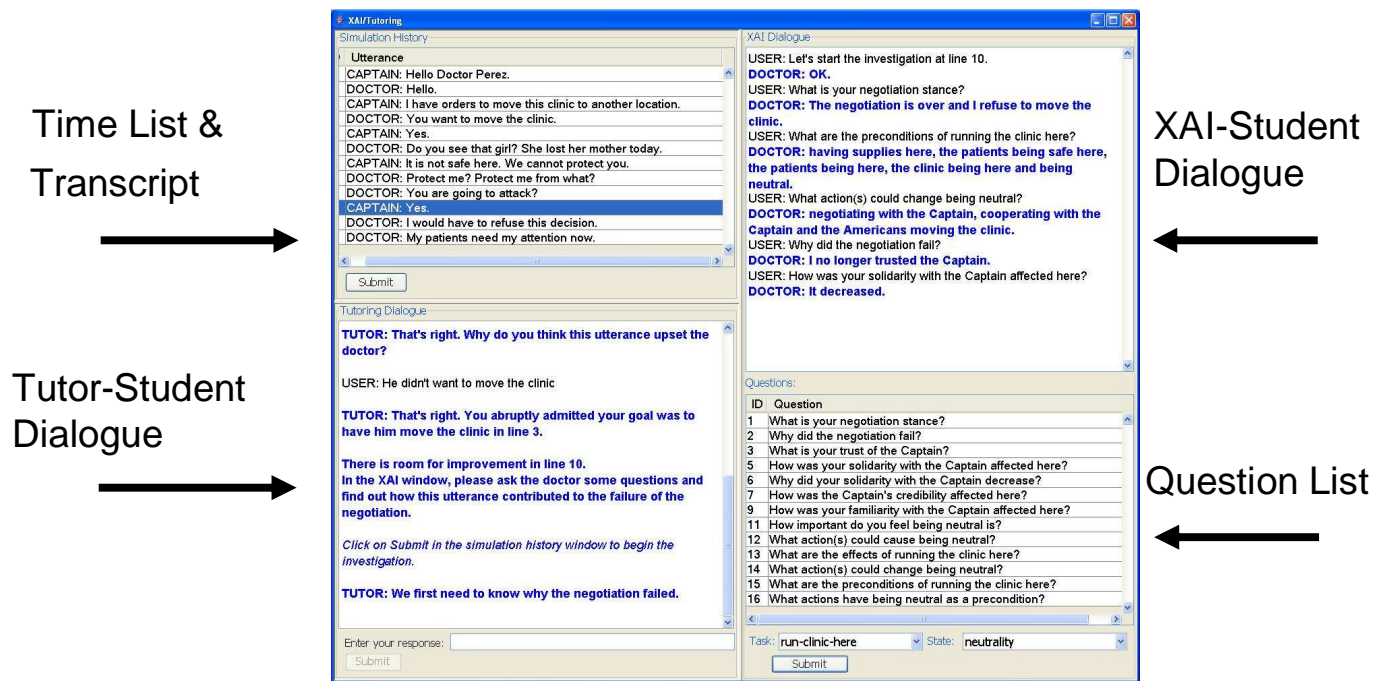 Time List &
Transcript
Tutor-Student
Dialogue
XAI/Tutoring
Simulation History
Utterance
CAPTAIN: Hello Doctor Perez.
DOCTOR: Hello.
CAPTAIN: I have orders to move this clinic to another location.
DOCTOR: You want to move the clinic.
CAPTAIN: Yes.
DOCTOR: Do you see that girl? She lost her mother today.
CAPTAIN: It is not safe here. We cannot protect you.
DOCTOR: Protect me? Protect me from what?
DOCTOR: You are going to attack?
CAPTAIN: Yes.
DOCTOR: I would have to refuse this decision.
DOCTOR: My patients need my attention now.
Submit
Tutoring Dialogue
TUTOR: That's right. Why do you think this utterance upset the
doctor?
USER: He didn't want to move the clinic
TUTOR: That's right. You abruptly admitted your goal was to
have him move the clinic in line 3.
There is room for improvement in line 10.
In the XAI window, please ask the doctor some questions and
find out how this utterance contributed to the failure of the
negotiation.
Click on Submit in the simulation history window to begin the
investigation.
TUTOR: We first need to know why the negotiation failed.
Enter your response:
Submit
XAI Dialogue
USER: Let's start the investigation at line 10.
DOCTOR: OK.
USER: What is your negotiation stance?
DOCTOR: The negotiation is over and I refuse to move the
clinic.
USER: What are the preconditions of running the clinic here?
DOCTOR: having supplies here, the patients being safe here,
the patients being here, the clinic being here and being
neutral.
USER: What action(s) could change being neutral?
DOCTOR: negotiating with the Captain, cooperating with the
Captain and the Americans moving the clinic.
USER: Why did the negotiation fail?
DOCTOR: I no longer trusted the Captain.
USER: How was your solidarity with the Captain affected here?
DOCTOR: It decreased.
Questions:
ID Question
1 What is your negotiation stance?
2 Why did the negotiation fail?
3 What is your trust of the Captain?
5 How was your solidarity with the Captain affected here?
6 Why did your solidarity with the Captain decrease?
7 How was the Captain's credibility affected here?
9 How was your familiarity with the Captain affected here?
11 How important do you feel being neutral is?
12 What action(s) could cause being neutral?
13 What are the effects of running the clinic here?
14 What action(s) could change being neutral?
15 What are the preconditions of running the clinic here?
16 What actions have being neutral as a precondition?
Task: run-clinic-here State: neutrality
Submit
XAI-Student
Dialogue
Question List